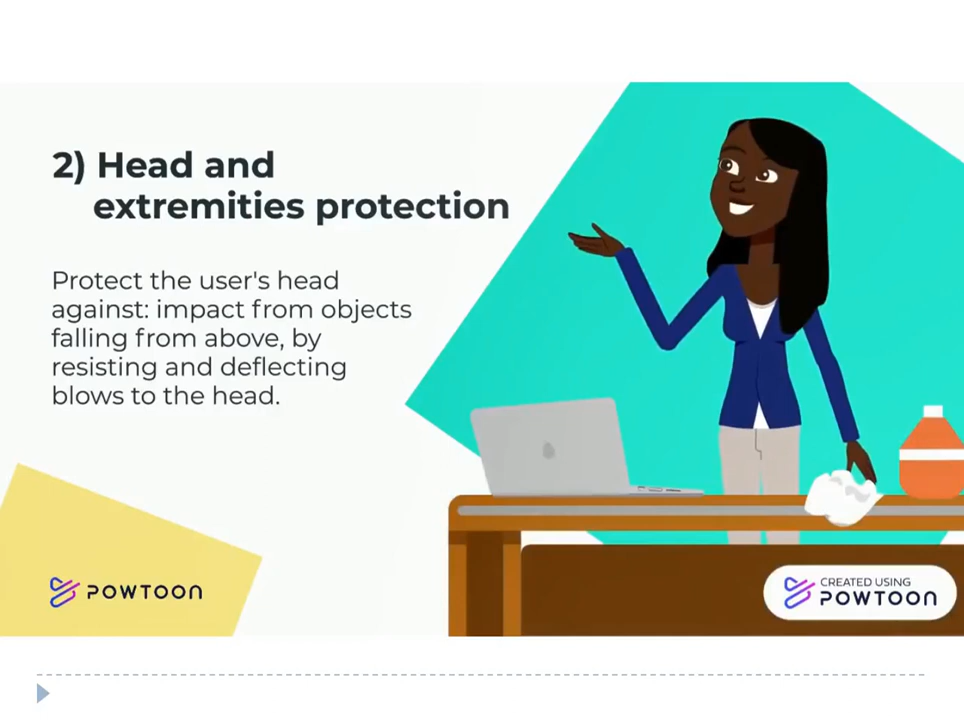 2) Head and
extremities protection
Protect the user's head
against: impact from objects
falling from above, by
resisting and deflecting
blows to the head.
POWTOON
CREATED USING
POWTOON